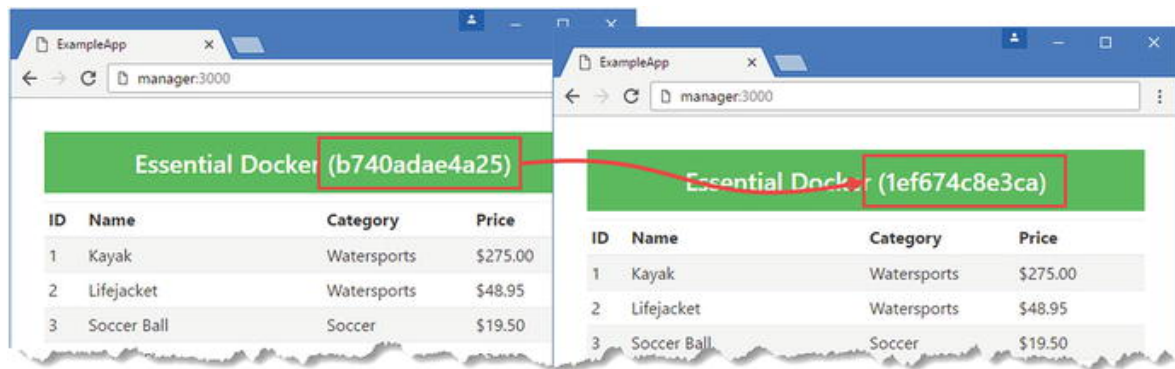 ExampleApp
manager:3000
Essential Docker (b740adae4a25)
ID Name Category Price
1 Kayak Watersports $275.00
2 Lifejacket Watersports $48.95
3 Soccer Ball Soccer $19.50
ExampleApp
manager:3000
Essential Docker (1ef674c8e3ca)
ID Name Category Price
1 Kayak Watersports $275.00
2 Lifejacket Watersports $48.95
3 Soccer Ball Soccer $19.50